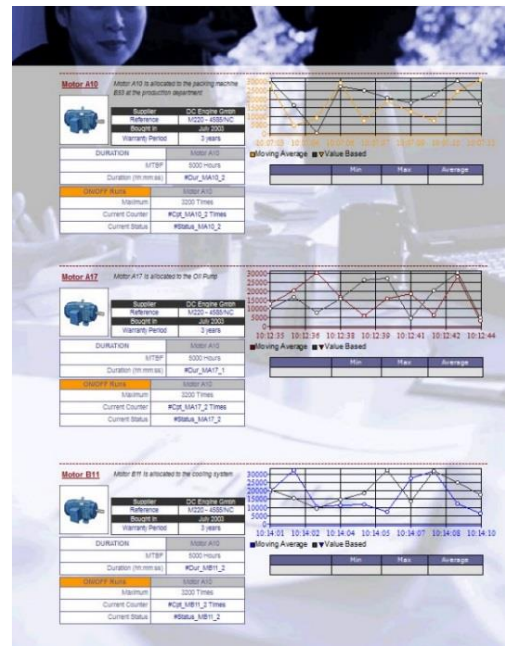 Motor A10
Motor A10 is allocated to the packing machine
B10 at the production department
Supplier DC Engine Gmbh
Reference M220 - 4585/NC
Bought In July 2003
Warranty Period 3 years
DURATION Motor A10
MTBF 5000 Hours
Duration (hh:mm:ss) #Dur_MA10_2
ON/OFF Runs Motor A10
Maximum 3200 Times
Current Counter #Cpt_MA10_2 Times
Current Status #Status_MA10_2
Moving Average Value Based
Min Max Average
Motor A17
Motor A17 is allocated to the Oil Pump
Supplier DC Engine Gmbh
Reference M220 - 4585/NC
Bought In July 2003
Warranty Period 3 years
DURATION Motor A10
MTBF 5000 Hours
Duration (hh:mm:ss) #Dur_MA17_1
ON/OFF Runs Motor A10
Maximum 3200 Times
Current Counter #Cpt_MA17_2 Times
Current Status #Status_MA17_2
30000
25000
20000
15000
10000
5000
0
10:12:35 10:12:36 10:12:38 10:12:39 10:12:41 10:12:42 10:12:44
Moving Average Value Based
Min Max Average
Motor B11
Motor B11 is allocated to the cooling system
Supplier DC Engine Gmbh
Reference M220 - 4585/NC
Bought In July 2003
Warranty Period 3 years
DURATION Motor A10
MTBF 5000 Hours
Duration (hh:mm:ss) #Dur_MB11_2
ON/OFF Runs Motor A10
Maximum 3200 Times
Current Counter #Cpt_MB11_2 Times
Current Status #Status_MB11_2
30000
25000
20000
15000
10000
5000
0
10:14:01 10:14:02 10:14:04 10:14:05 10:14:07 10:14:08 10:14:10
Moving Average Value Based
Min Max Average